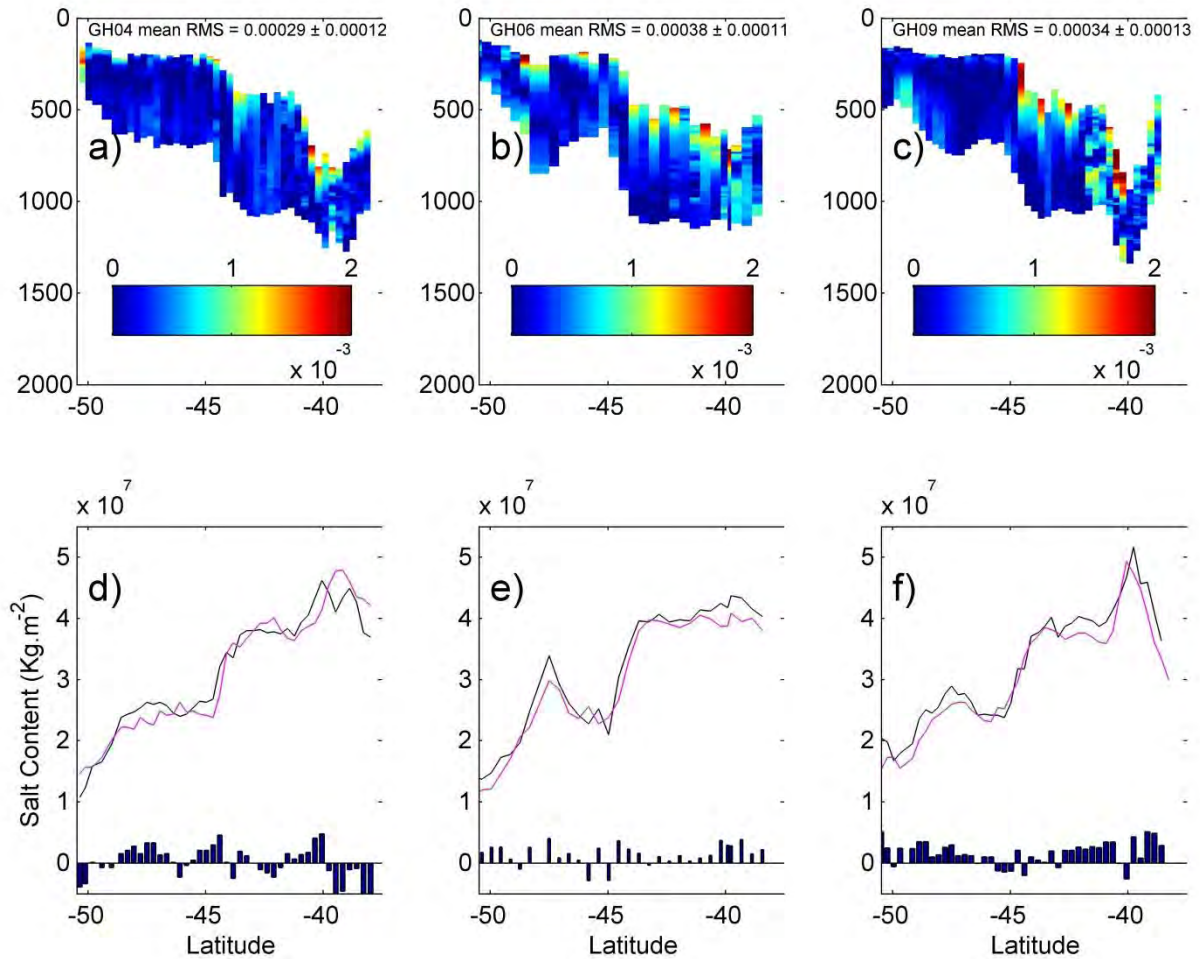 GH04 mean RMS = 0.00029 ± 0.00012
0
500
1000
1500
2000
a)
0 1 2
x 10 -3
-50 -45 -40
GH06 mean RMS = 0.00038 ± 0.00011
0
500
1000
1500
2000
b)
0 1 2
x 10 -3
-50 -45 -40
GH09 mean RMS = 0.00034 ± 0.00013
0
500
1000
1500
2000
c)
0 1 2
x 10 -3
-50 -45 -40
x 10 7
Salt Content (Kg.m-2)
5
4
3
2
1
0
d)
-50 -45 -40
Latitude
x 10 7
5
4
3
2
1
0
e)
-50 -45 -40
Latitude
x 10 7
5
4
3
2
1
0
f)
-50 -45 -40
Latitude